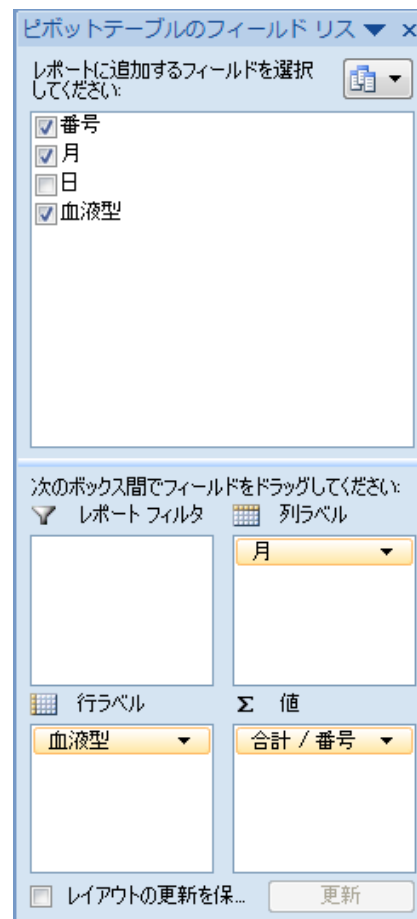 ピボットテーブルのフィールド リスト
レポートに追加するフィールドを選択
してください:
番号
月
日
血液型
次のボックス間でフィールドをドラッグしてください:
レポート フィルタ
列ラベル
月
行ラベル
Σ 値
血液型
合計 / 番号
レイアウトの更新を保...
更新